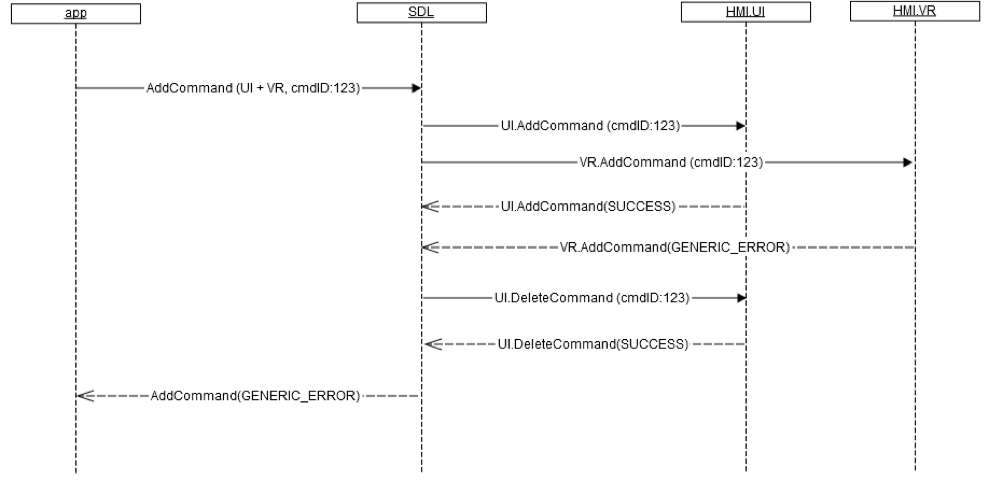 app
SDL
HMI.UI
HMI.VR
AddCommand (UI + VR, cmdID:123)
UI.AddCommand (cmdID:123)
VR.AddCommand (cmdID:123)
UI.AddCommand(SUCCESS)
VR.AddCommand(GENERIC_ERROR)
UI.DeleteCommand (cmdID:123)
UI.DeleteCommand(SUCCESS)
AddCommand(GENERIC_ERROR)